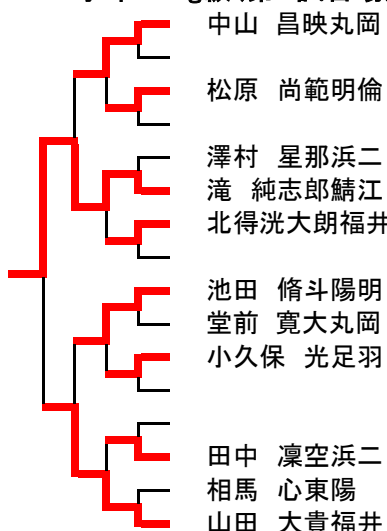 中山 昌映丸岡
松原 尚範明倫
澤村 星那浜二
滝 純志郎鯖江
北得洸大朗福井
池田 脩斗陽明
堂前 寛大丸岡
小久保 光足羽
田中 凜空浜二
相馬 心東陽
山田 大貴福井